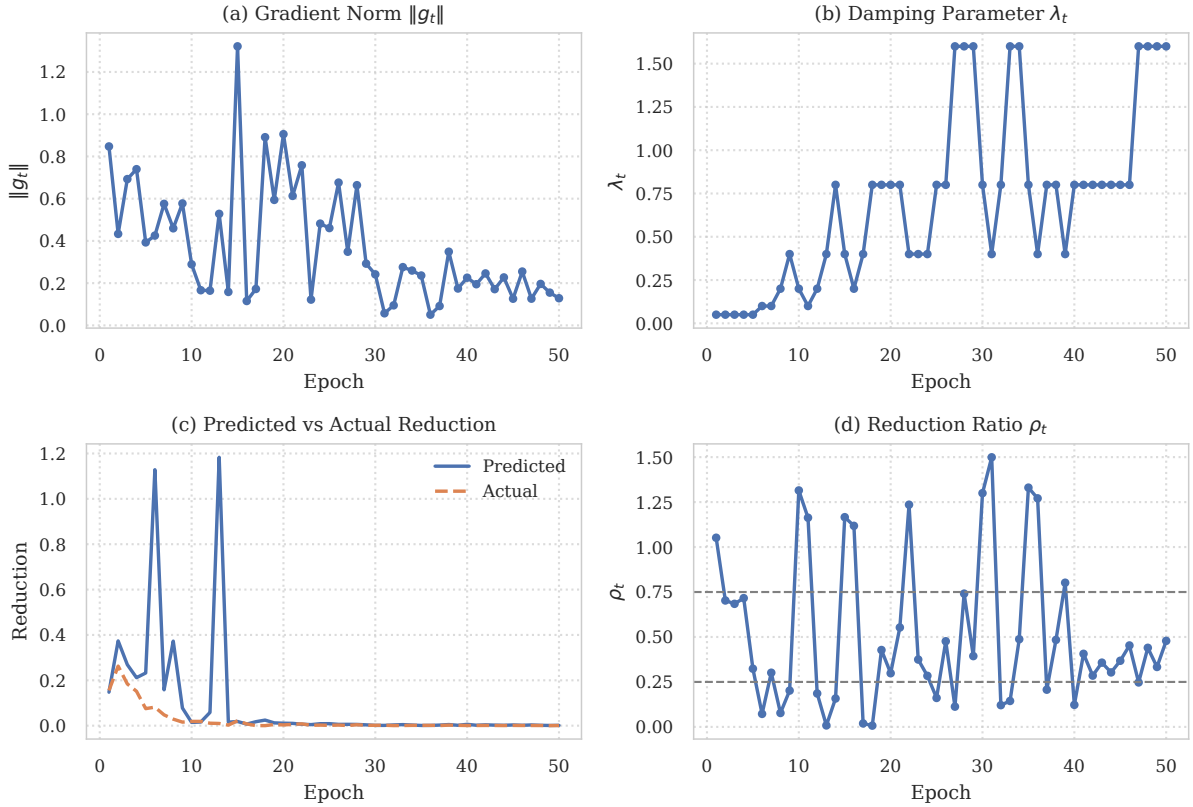 (a) Gradient Norm ‖g_t‖
‖g_t‖
1.2
1.0
0.8
0.6
0.4
0.2
0.0
0 10 20 30 40 50
Epoch
(b) Damping Parameter λ_t
λ_t
1.50
1.25
1.00
0.75
0.50
0.25
0.00
0 10 20 30 40 50
Epoch
(c) Predicted vs Actual Reduction
Reduction
1.2
1.0
0.8
0.6
0.4
0.2
0.0
Predicted
Actual
0 10 20 30 40 50
Epoch
(d) Reduction Ratio ρ_t
ρ_t
1.50
1.25
1.00
0.75
0.50
0.25
0.00
0 10 20 30 40 50
Epoch